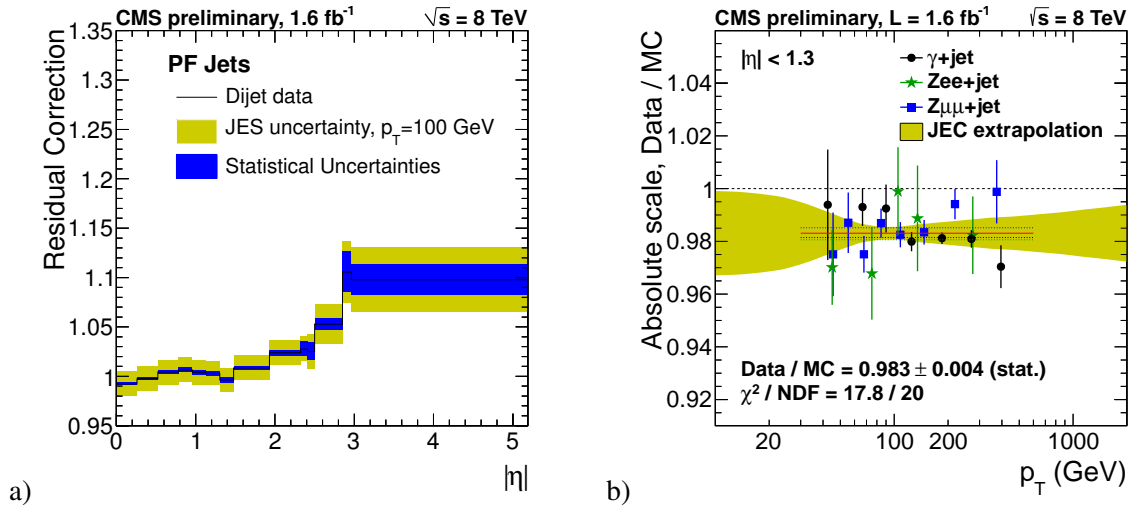 CMS preliminary, 1.6 fb⁻¹ √s = 8 TeV
Residual Correction
1.35
1.3
1.25
1.2
1.15
1.1
1.05
1
0.95
PF Jets
Dijet data
JES uncertainty, p_T=100 GeV
Statistical Uncertainties
0 1 2 3 4 5
|η|
a)
CMS preliminary, L = 1.6 fb⁻¹ √s = 8 TeV
Absolute scale, Data / MC
1.04
1.02
1
0.98
0.96
0.94
0.92
|η| < 1.3
γ+jet
Zee+jet
Zμμ+jet
JEC extrapolation
Data / MC = 0.983 ± 0.004 (stat.)
χ² / NDF = 17.8 / 20
20 100 200 1000
p_T (GeV)
b)